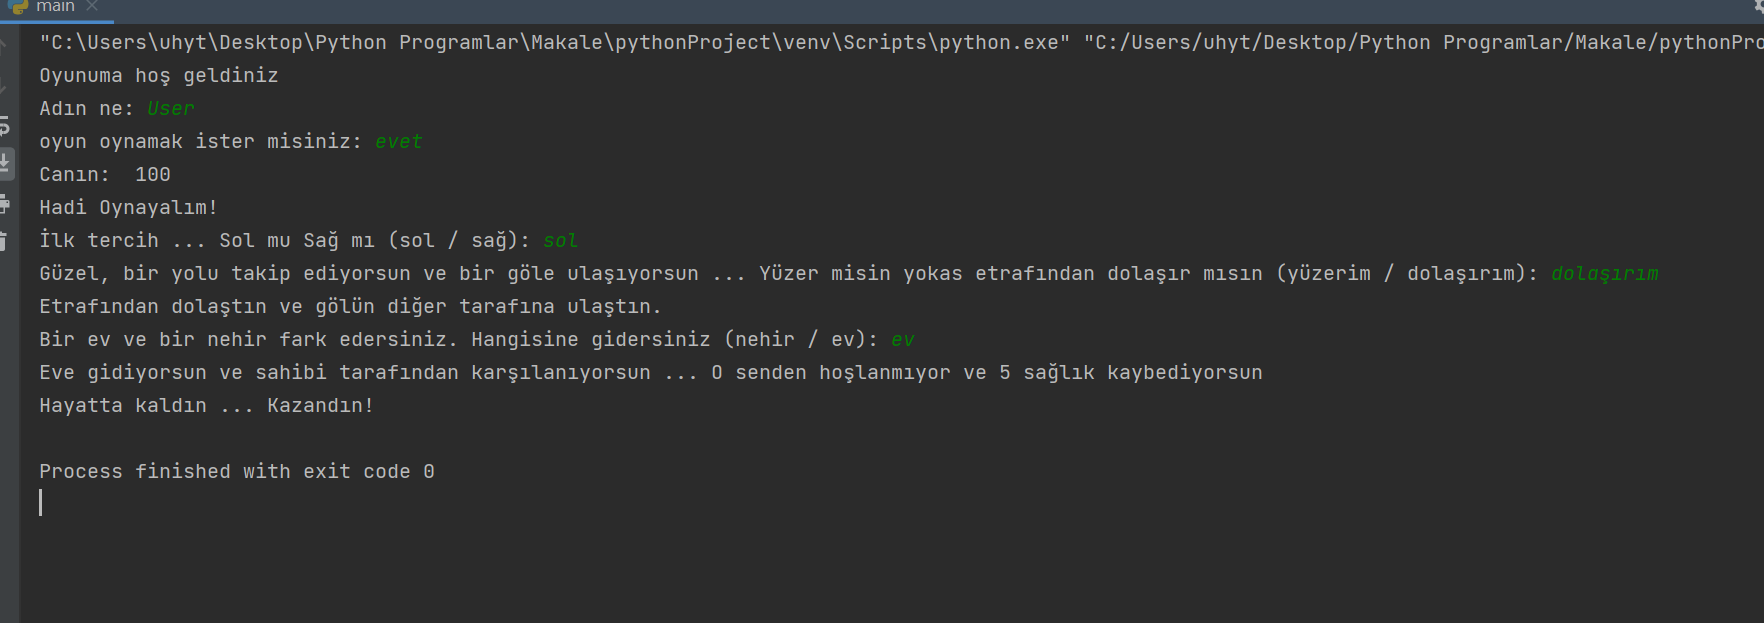 main
"C:\Users\uhyt\Desktop\Python Programlar\Makale\pythonProject\venv\Scripts\python.exe" "C:/Users/uhyt/Desktop/Python Programlar/Makale/pythonPro
Oyunuma hoş geldiniz
Adın ne: User
oyun oynamak ister misiniz: evet
Canın:  100
Hadi Oynayalım!
İlk tercih ... Sol mu Sağ mı (sol / sağ): sol
Güzel, bir yolu takip ediyorsun ve bir göle ulaşıyorsun ... Yüzer misin yokas etrafından dolaşır mısın (yüzerim / dolaşırım): dolaşırım
Etrafından dolaştın ve gölün diğer tarafına ulaştın.
Bir ev ve bir nehir fark edersiniz. Hangisine gidersiniz (nehir / ev): ev
Eve gidiyorsun ve sahibi tarafından karşılanıyorsun ... O senden hoşlanmıyor ve 5 sağlık kaybediyorsun
Hayatta kaldın ... Kazandın!
Process finished with exit code 0